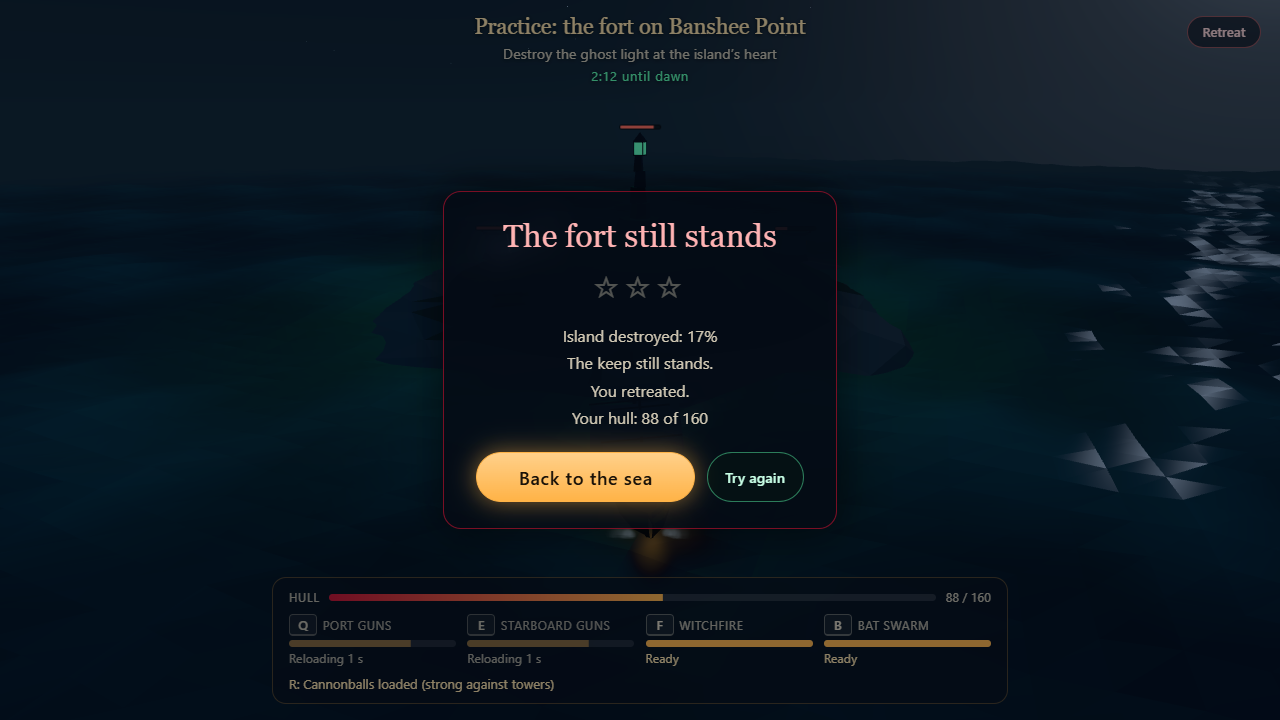 Practice: the fort on Banshee Point
Retreat
Destroy the ghost light at the island's heart
2:12 until dawn
The fort still stands
Island destroyed: 17%
The keep still stands.
You retreated.
Your hull: 88 of 160
Back to the sea
Try again
HULL
88 / 160
Q PORT GUNS
E STARBOARD GUNS
F WITCHFIRE
B BAT SWARM
Reloading 1 s
Reloading 1 s
Ready
Ready
R: Cannonballs loaded (strong against towers)